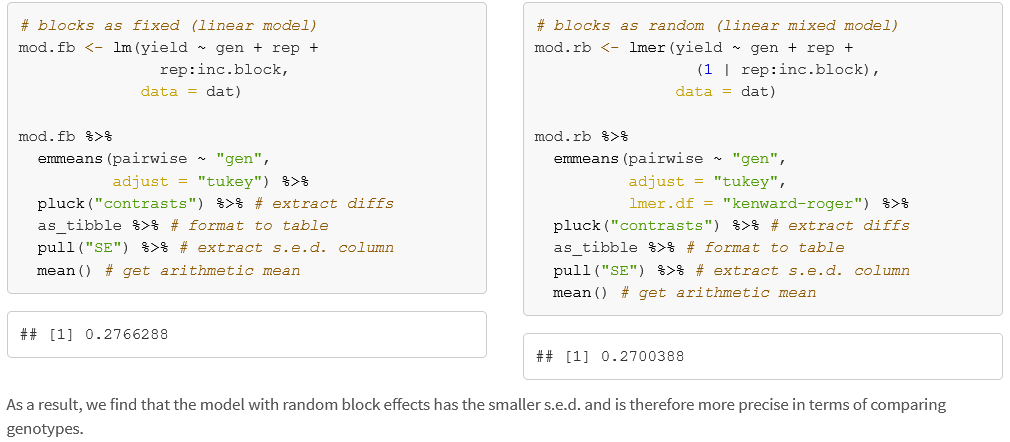 # blocks as fixed (linear model)
mod.fb <- lm(yield ~ gen + rep +
               rep:inc.block,
             data = dat)

mod.fb %>%
  emmeans(pairwise ~ "gen",
          adjust = "tukey") %>%
  pluck("contrasts") %>% # extract diffs
  as_tibble %>% # format to table
  pull("SE") %>% # extract s.e.d. column
  mean() # get arithmetic mean
## [1] 0.2766288
# blocks as random (linear mixed model)
mod.rb <- lmer(yield ~ gen + rep +
                 (1 | rep:inc.block),
               data = dat)

mod.rb %>%
  emmeans(pairwise ~ "gen",
          adjust = "tukey",
          lmer.df = "kenward-roger") %>%
  pluck("contrasts") %>% # extract diffs
  as_tibble %>% # format to table
  pull("SE") %>% # extract s.e.d. column
  mean() # get arithmetic mean
## [1] 0.2700388
As a result, we find that the model with random block effects has the smaller s.e.d. and is therefore more precise in terms of comparing
genotypes.